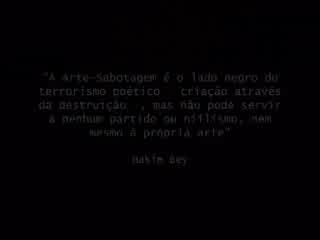 "A Arte-Sabotagem é o lado negro do
terrorismo poético   criação através
da destruição  , mas não pode servir
a nenhum partido ou niilismo, nem
mesmo à própria arte"
Hakim Bey